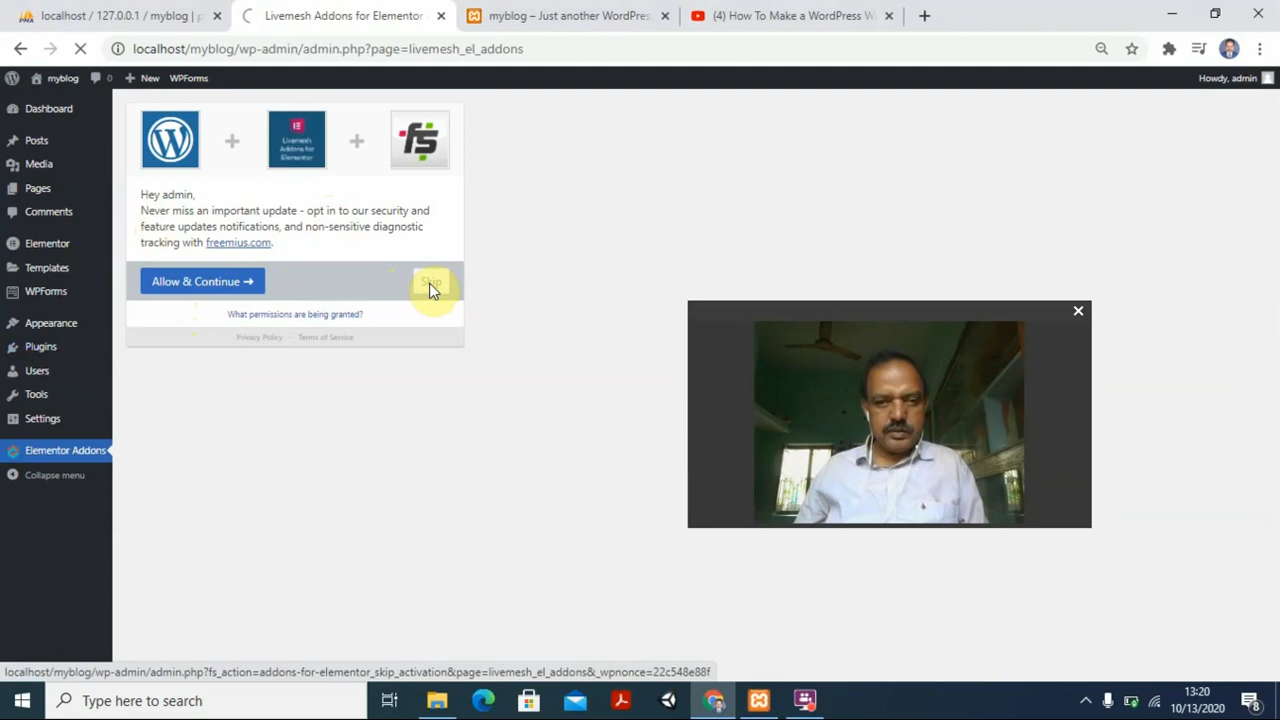 localhost / 127.0.0.1 / myblog | p
Livemesh Addons for Elementor
myblog – Just another WordPress
(4) How To Make a WordPress W
localhost/myblog/wp-admin/admin.php?page=livemesh_el_addons
myblog
0
New
WPForms
Howdy, admin
Dashboard
Posts
Media
Pages
Comments
Elementor
Templates
WPForms
Appearance
Plugins
Users
Tools
Settings
Elementor Addons
Collapse menu
Livemesh
Addons for
Elementor
fs
Hey admin,
Never miss an important update - opt in to our security and
feature updates notifications, and non-sensitive diagnostic
tracking with freemius.com.
Allow & Continue ➜
Skip
What permissions are being granted?
Privacy Policy - Terms of Service
localhost/myblog/wp-admin/admin.php?fs_action=addons-for-elementor_skip_activation&page=livemesh_el_addons&_wpnonce=22c548e88f
Type here to search
13:20
10/13/2020
8